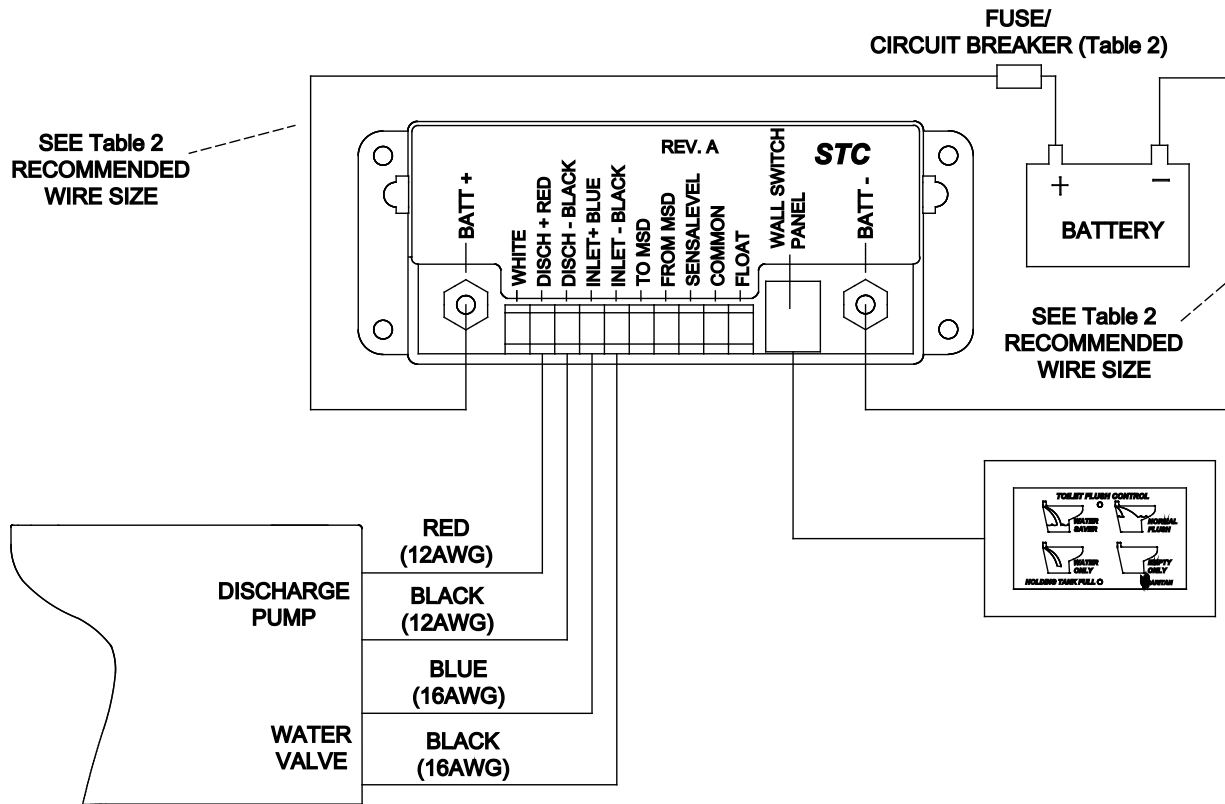 FUSE/
CIRCUIT BREAKER (Table 2)
SEE Table 2
RECOMMENDED
WIRE SIZE
REV. A
STC
BATT +
WHITE
DISCH + RED
DISCH - BLACK
INLET+ BLUE
INLET - BLACK
TO MSD
FROM MSD
SENSALEVEL
COMMON
FLOAT
WALL SWITCH
PANEL
BATT -
+
−
BATTERY
SEE Table 2
RECOMMENDED
WIRE SIZE
TOILET FLUSH CONTROL
WATER
SAVER
NORMAL
FLUSH
WATER
ONLY
EMPTY
ONLY
HOLDING TANK FULL
RED
(12AWG)
DISCHARGE
PUMP
BLACK
(12AWG)
BLUE
(16AWG)
WATER
VALVE
BLACK
(16AWG)